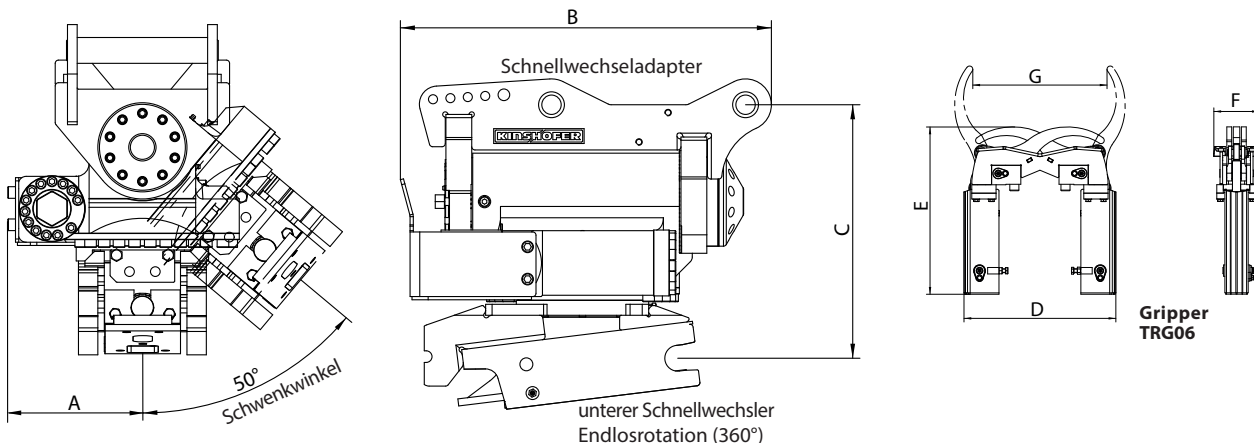 B
Schnellwechseladapter
KINSHOFER
C
50°
Schwenkwinkel
A
unterer Schnellwechsler
Endlosrotation (360°)
G
F
E
D
Gripper
TRG06